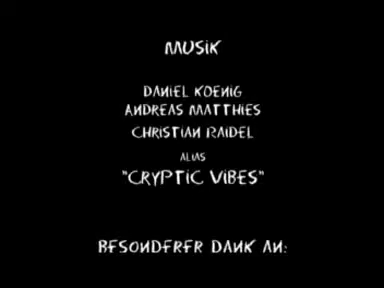 MUSiK
DANiEL KOENiG
ANDREAS MATTHiES
CHRiSTiAN RAiDEL
ALiAS
"CRYPTiC ViBES"
BESONDERER DANK AN: